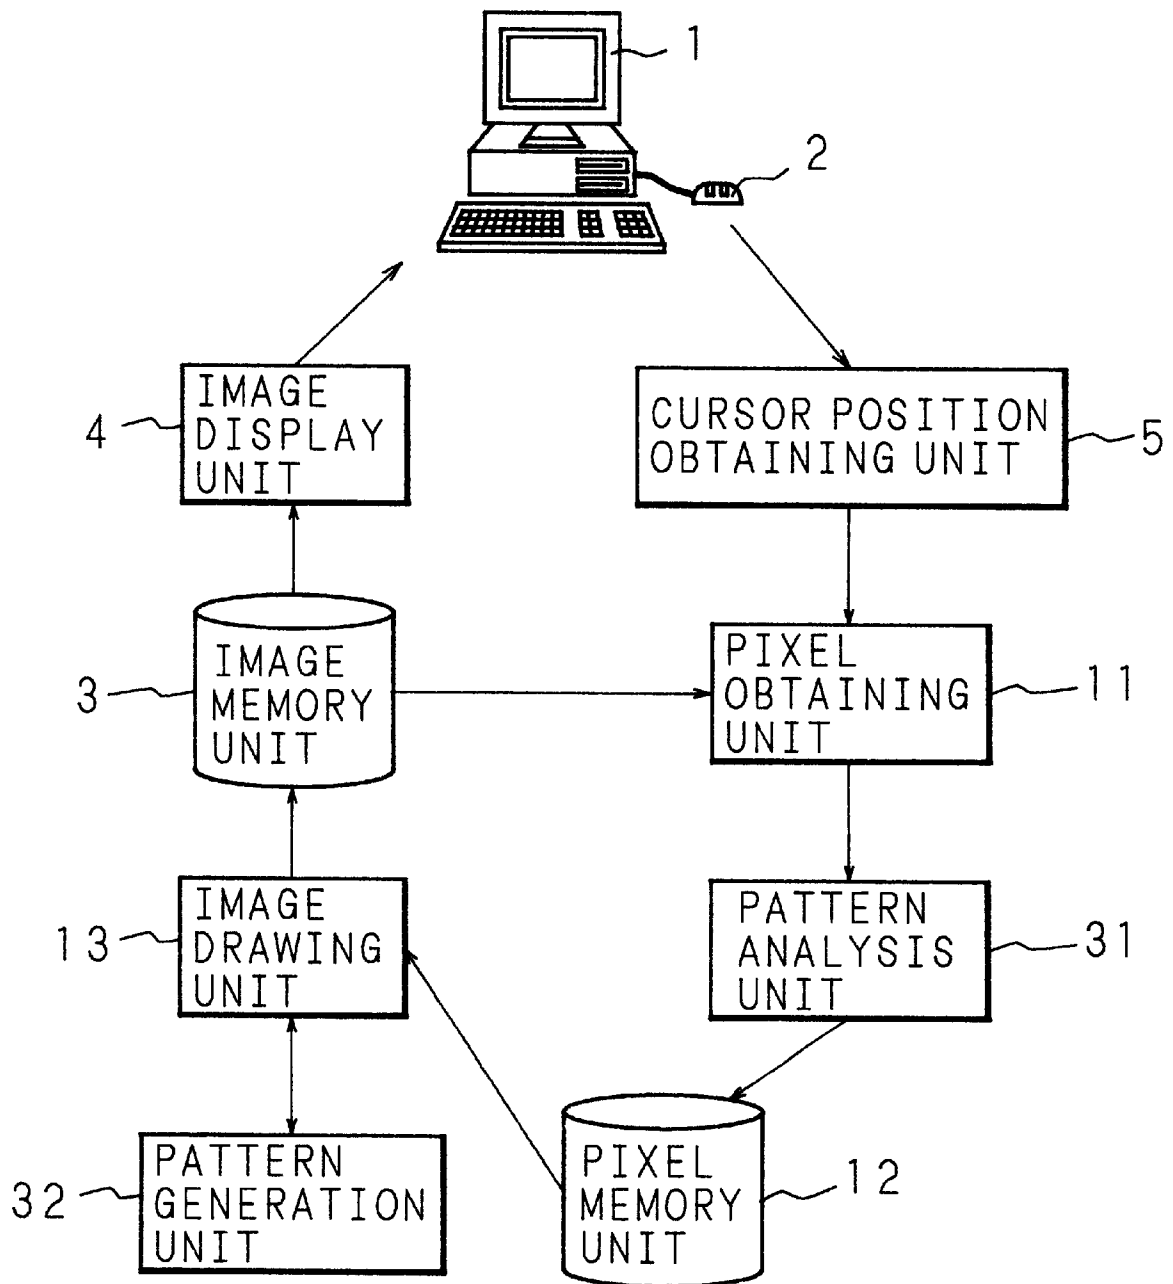 1
2
IMAGE
DISPLAY
UNIT
4
CURSOR POSITION
OBTAINING UNIT
5
IMAGE
MEMORY
UNIT
3
PIXEL
OBTAINING
UNIT
11
IMAGE
DRAWING
UNIT
13
PATTERN
ANALYSIS
UNIT
31
PATTERN
GENERATION
UNIT
32
PIXEL
MEMORY
UNIT
12